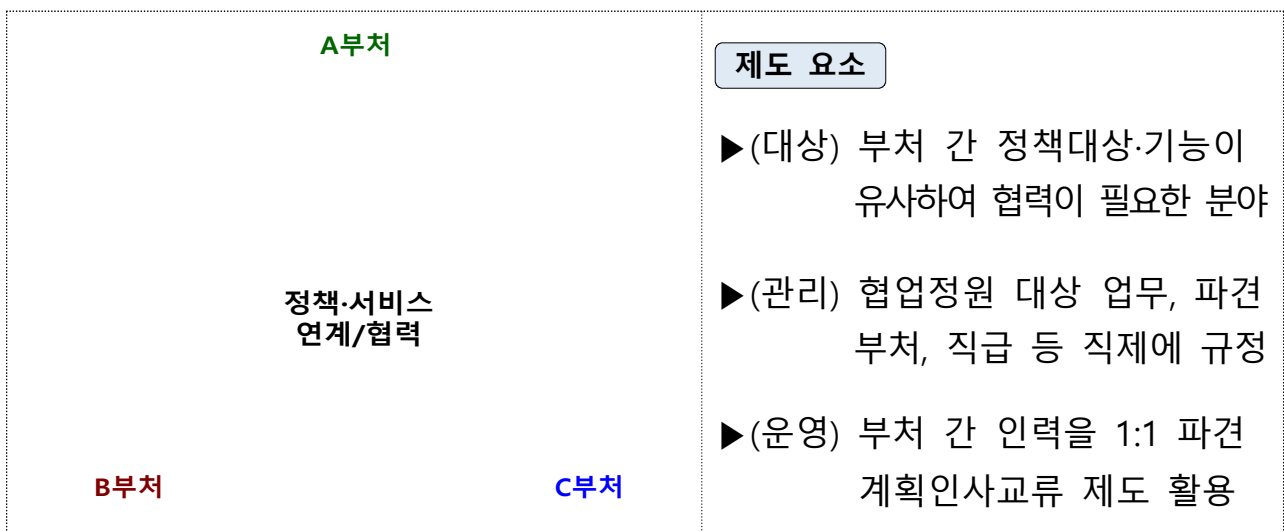 A부처
정책·서비스
연계/협력
B부처
C부처
제도 요소
▶(대상) 부처 간 정책대상·기능이
유사하여 협력이 필요한 분야
▶(관리) 협업정원 대상 업무, 파견
부처, 직급 등 직제에 규정
▶(운영) 부처 간 인력을 1:1 파견
계획인사교류 제도 활용